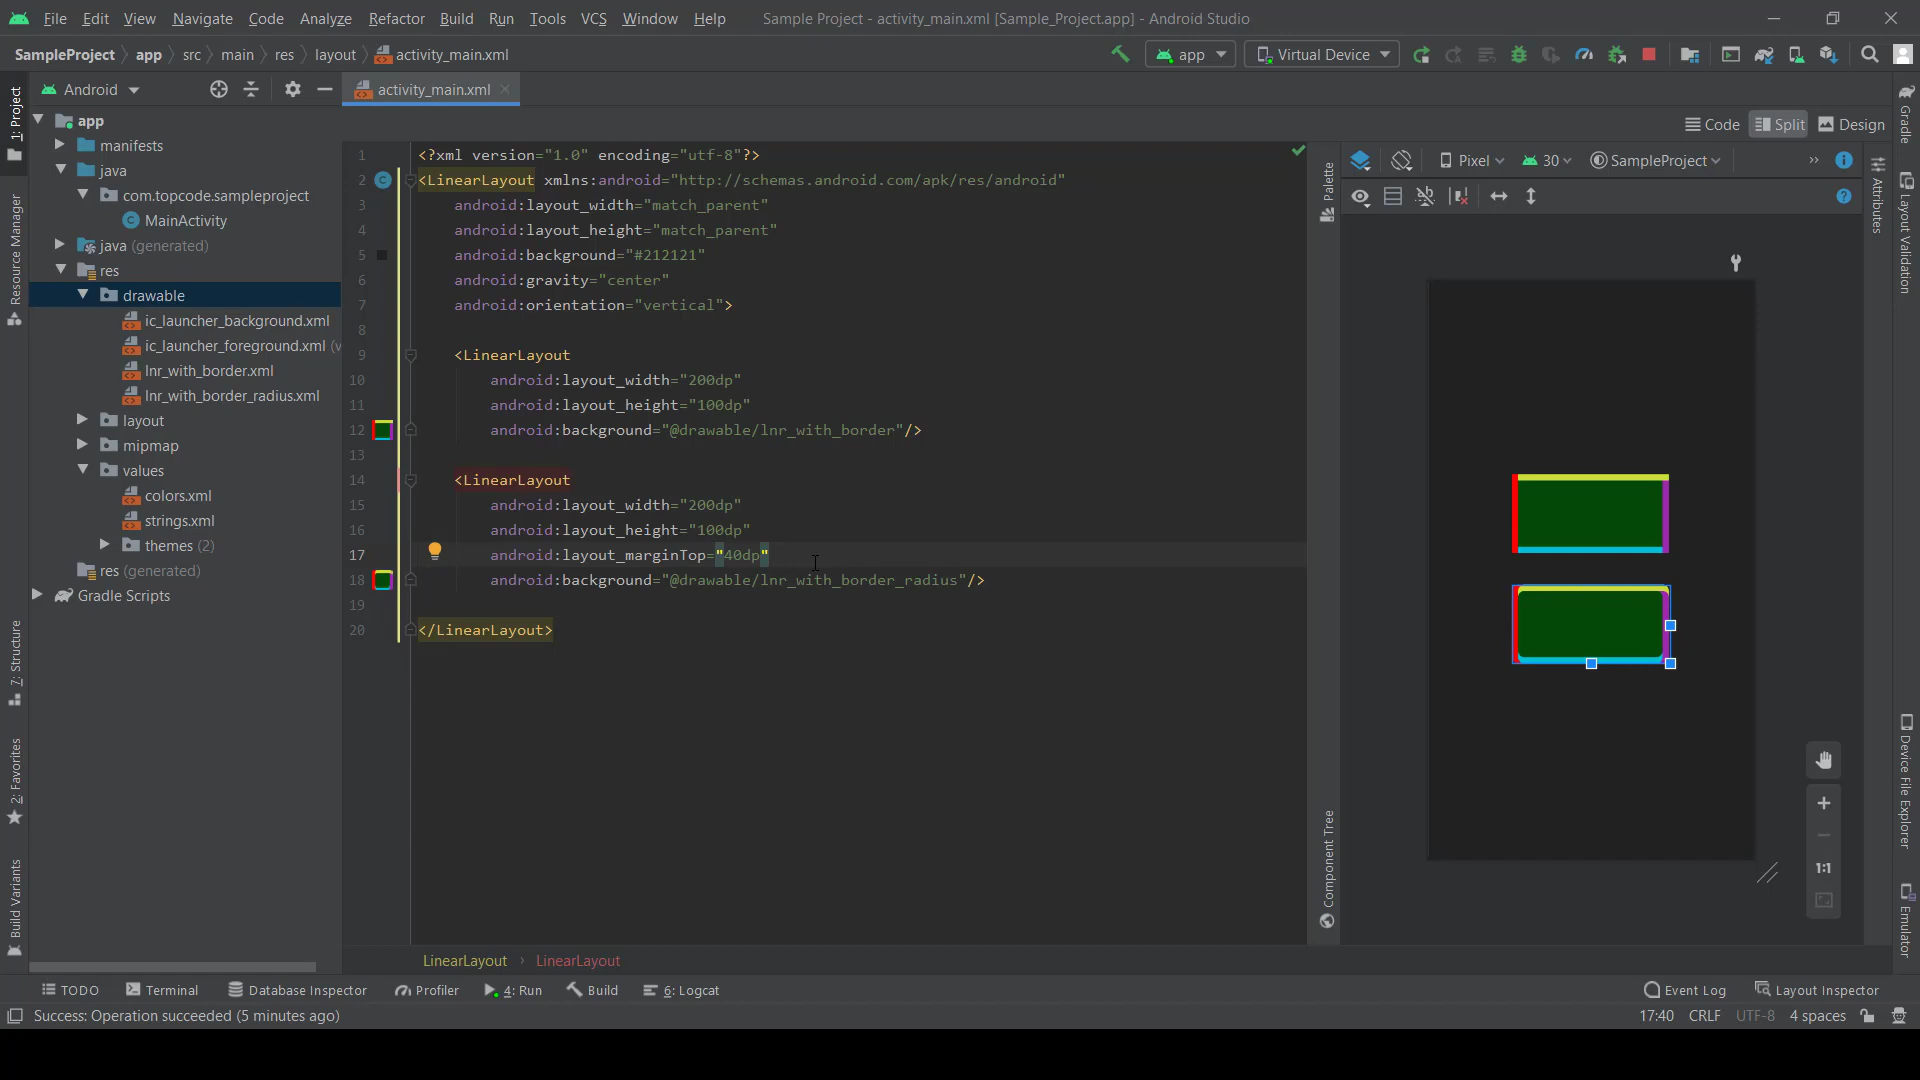 File Edit View Navigate Code Analyze Refactor Build Run Tools VCS Window Help Sample Project - activity_main.xml [Sample_Project.app] - Android Studio
SampleProject app src main res layout activity_main.xml app Virtual Device
Android activity_main.xml
Code Split Design
Pixel 30 SampleProject
1: Project
Resource Manager
7: Structure
2: Favorites
Build Variants
app
manifests
java
com.topcode.sampleproject
MainActivity
java (generated)
res
drawable
ic_launcher_background.xml
ic_launcher_foreground.xml (v
lnr_with_border.xml
lnr_with_border_radius.xml
layout
mipmap
values
colors.xml
strings.xml
themes (2)
res (generated)
Gradle Scripts
1 <?xml version="1.0" encoding="utf-8"?>
2 <LinearLayout xmlns:android="http://schemas.android.com/apk/res/android"
3 android:layout_width="match_parent"
4 android:layout_height="match_parent"
5 android:background="#212121"
6 android:gravity="center"
7 android:orientation="vertical">
8
9 <LinearLayout
10 android:layout_width="200dp"
11 android:layout_height="100dp"
12 android:background="@drawable/lnr_with_border"/>
13
14 <LinearLayout
15 android:layout_width="200dp"
16 android:layout_height="100dp"
17 android:layout_marginTop="40dp"
18 android:background="@drawable/lnr_with_border_radius"/>
19
20 </LinearLayout>
LinearLayout › LinearLayout
Palette
Component Tree
1:1
Attributes
Gradle
Layout Validation
Device File Explorer
Emulator
TODO Terminal Database Inspector Profiler 4: Run Build 6: Logcat Event Log Layout Inspector
Success: Operation succeeded (5 minutes ago) 17:40 CRLF UTF-8 4 spaces